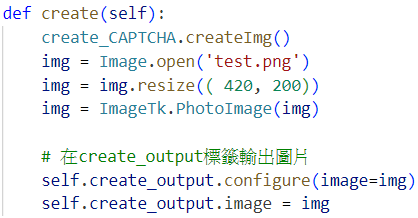 def create(self):
    create_CAPTCHA.createImg()
    img = Image.open('test.png')
    img = img.resize(( 420, 200))
    img = ImageTk.PhotoImage(img)

    # 在create_output標籤輸出圖片
    self.create_output.configure(image=img)
    self.create_output.image = img